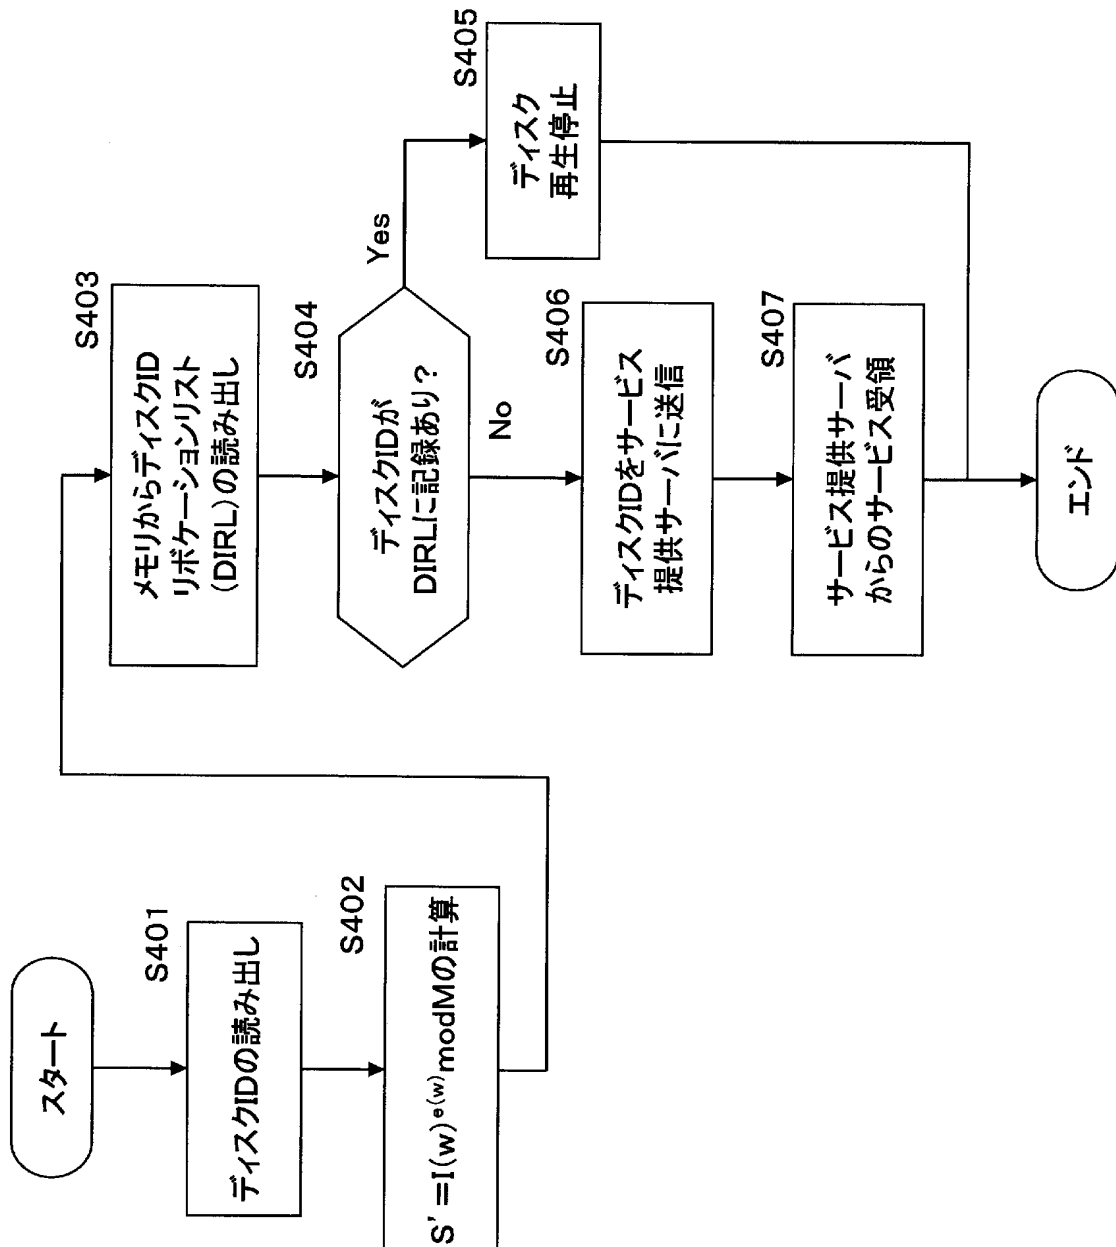 スタート
S401
ディスクIDの読み出し
S402
S'=I(w)^e(w) modMの計算
S403
メモリからディスクID
リボケーションリスト
(DIRL)の読み出し
S404
ディスクIDが
DIRLに記録あり?
Yes
S405
ディスク
再生停止
No
S406
ディスクIDをサービス
提供サーバに送信
S407
サービス提供サーバ
からのサービス受領
エンド